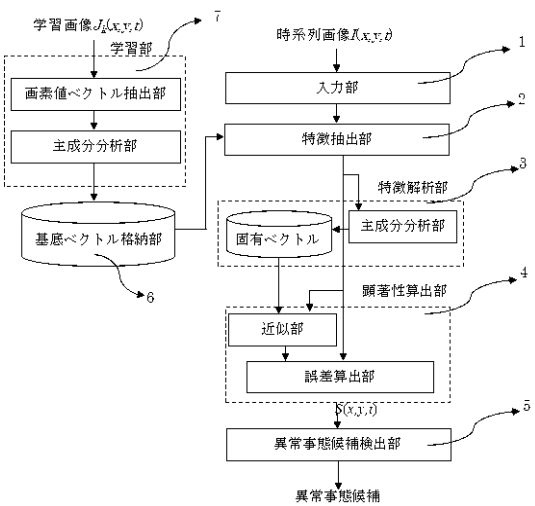 学習画像Jk(x,y,t)
7
学習部
画素値ベクトル抽出部
主成分分析部
基底ベクトル格納部
6
時系列画像I(x,y,t)
1
入力部
2
特徴抽出部
3
特徴解析部
主成分分析部
固有ベクトル
4
顕著性算出部
近似部
誤差算出部
S(x,y,t)
5
異常事態候補検出部
異常事態候補